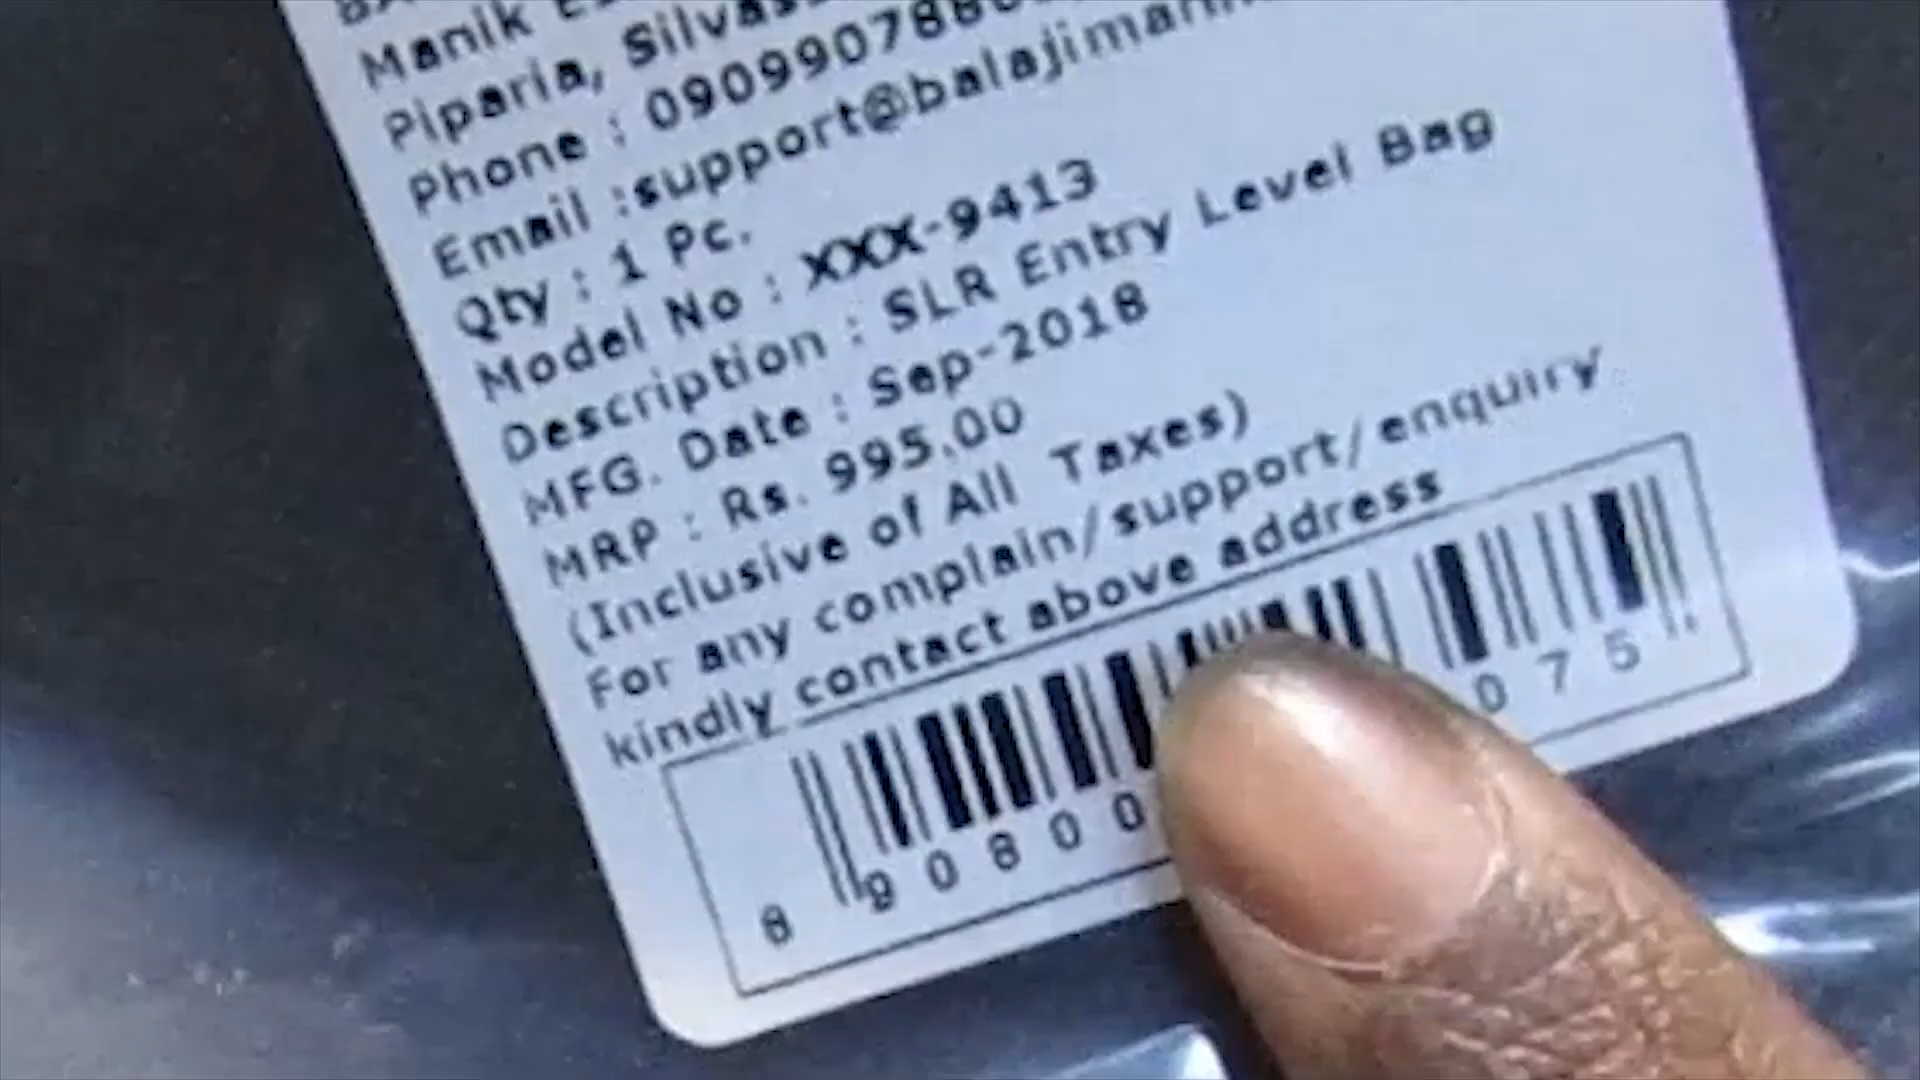 Manik
Piparia, Silvas
Phone : 090990788
Email :support@balajiman
Qty : 1 Pc.
Model No : XXX-9413
Description : SLR Entry Level Bag
MFG. Date : Sep-2018
MRP : Rs. 995.00
(Inclusive of All Taxes)
For any complain/support/enquiry
kindly contact above address
8 90800 075